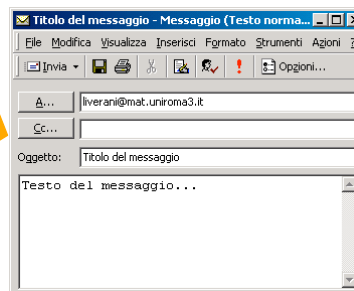 Titolo del messaggio - Messaggio (Testo norma...
File Modifica Visualizza Inserisci Formato Strumenti Azioni ?
Invia Opzioni...
A... liverani@mat.uniroma3.it
Cc...
Oggetto: Titolo del messaggio
Testo del messaggio...